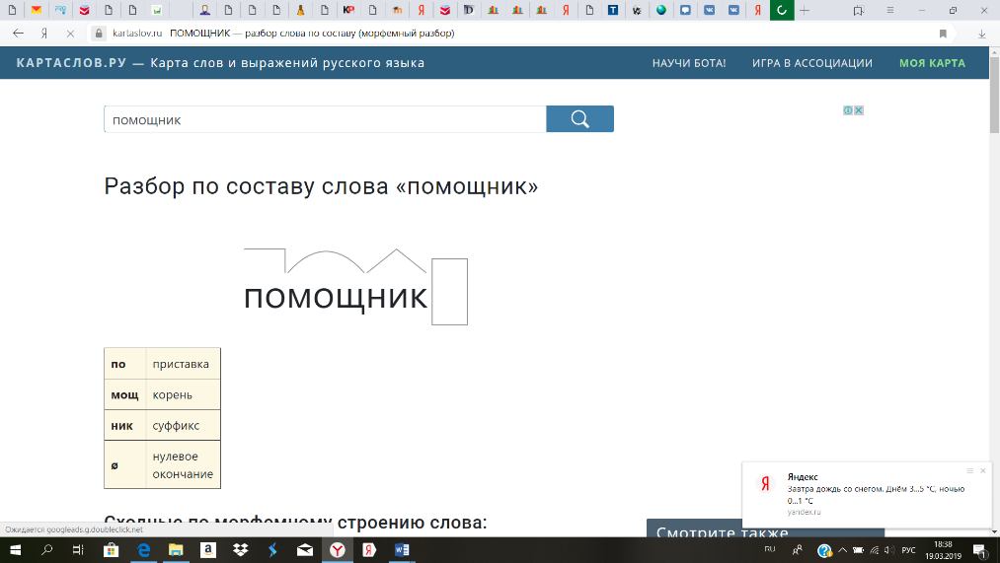 kartaslov.ru ПОМОЩНИК — разбор слова по составу (морфемный разбор)
КАРТАСЛОВ.РУ — Карта слов и выражений русского языка
НАУЧИ БОТА! ИГРА В АССОЦИАЦИИ МОЯ КАРТА
помощник
Разбор по составу слова «помощник»
помощник
по приставка
мощ корень
ник суффикс
ø нулевое
окончание
Сходные по морфемному строению слова:
Смотрите также
Яндекс
Завтра дождь со снегом. Днём 3...5 °C, ночью
0...1 °C
yandex.ru
Ожидается googleads.g.doubleclick.net
RU
РУС
18:38
19.03.2019